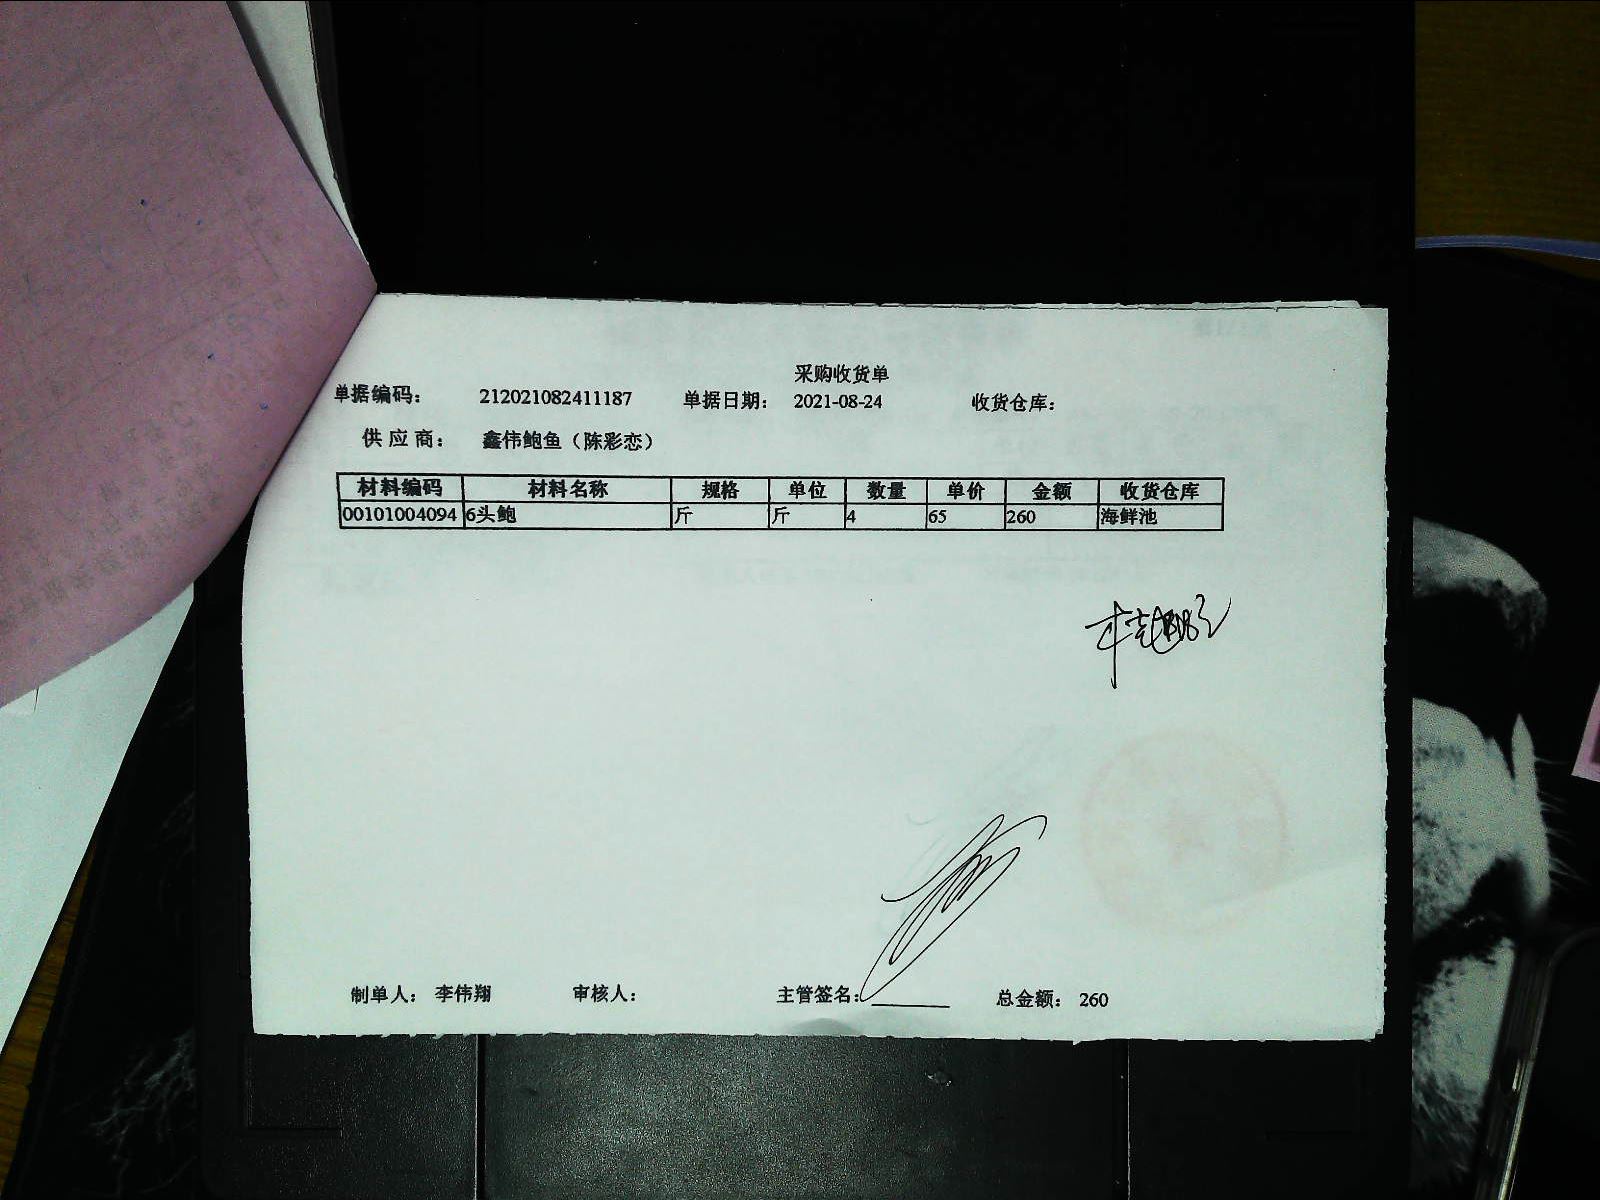 采购收货单
单据编码： 212021082411187 单据日期： 2021-08-24 收货仓库：
供 应 商： 鑫伟鲍鱼（陈彩恋）
材料编码 材料名称 规格 单位 数量 单价 金额 收货仓库
00101004094 6头鲍 斤 斤 4 65 260 海鲜池
制单人： 李伟翔 审核人： 主管签名： 总金额： 260